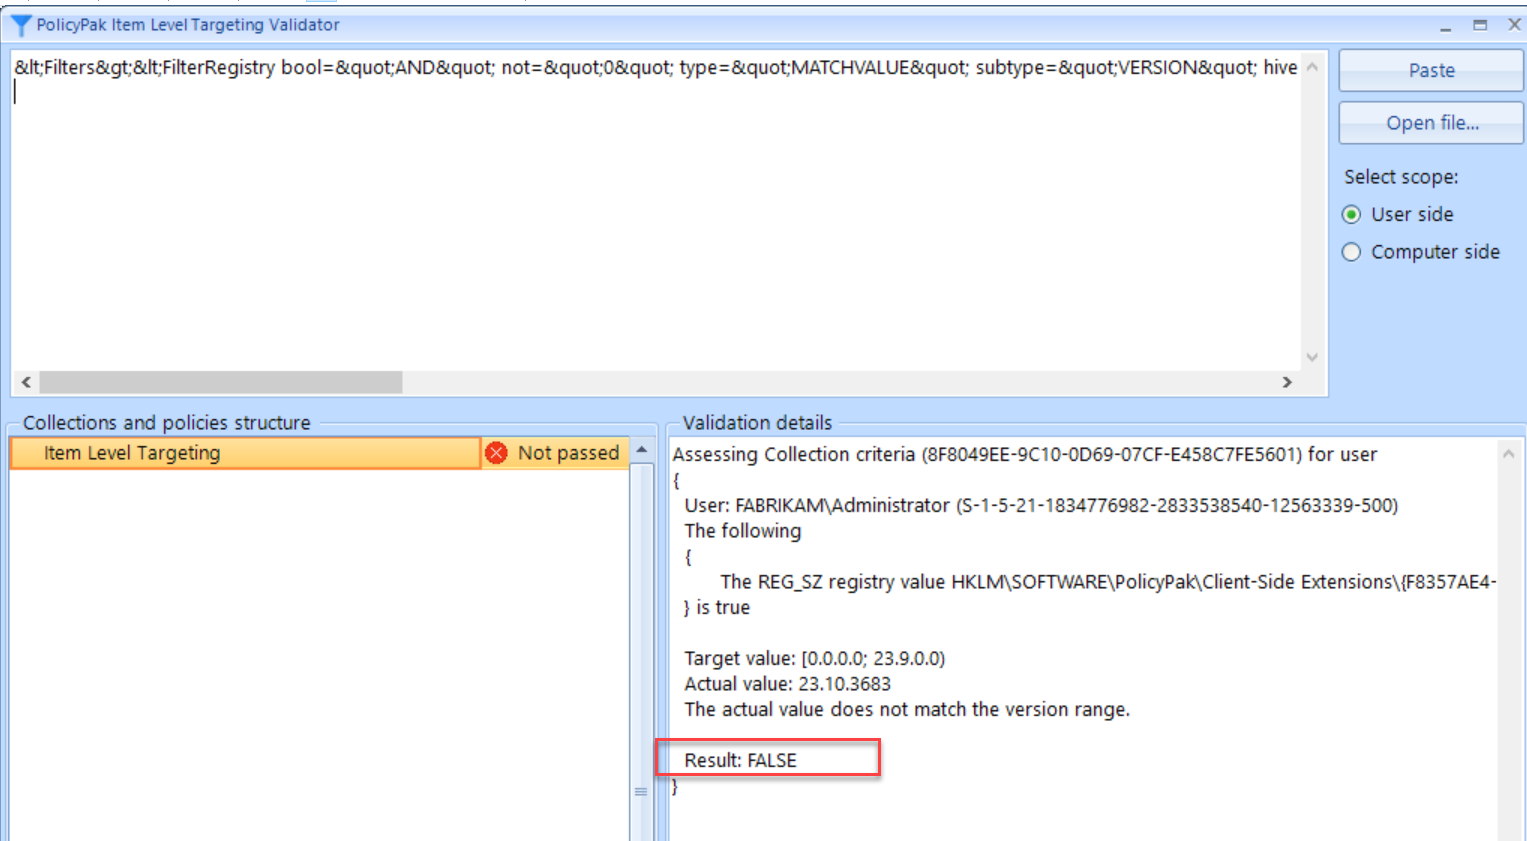 PolicyPak Item Level Targeting Validator
&lt;Filters&gt;&lt;FilterRegistry bool=&quot;AND&quot; not=&quot;0&quot; type=&quot;MATCHVALUE&quot; subtype=&quot;VERSION&quot; hive
Paste
Open file...
Select scope:
User side
Computer side
Collections and policies structure
Item Level Targeting
Not passed
Validation details
Assessing Collection criteria (8F8049EE-9C10-0D69-07CF-E458C7FE5601) for user
{
User: FABRIKAM\Administrator (S-1-5-21-1834776982-2833538540-12563339-500)
The following
{
The REG_SZ registry value HKLM\SOFTWARE\PolicyPak\Client-Side Extensions\{F8357AE4-
} is true
Target value: [0.0.0.0; 23.9.0.0)
Actual value: 23.10.3683
The actual value does not match the version range.
Result: FALSE
}